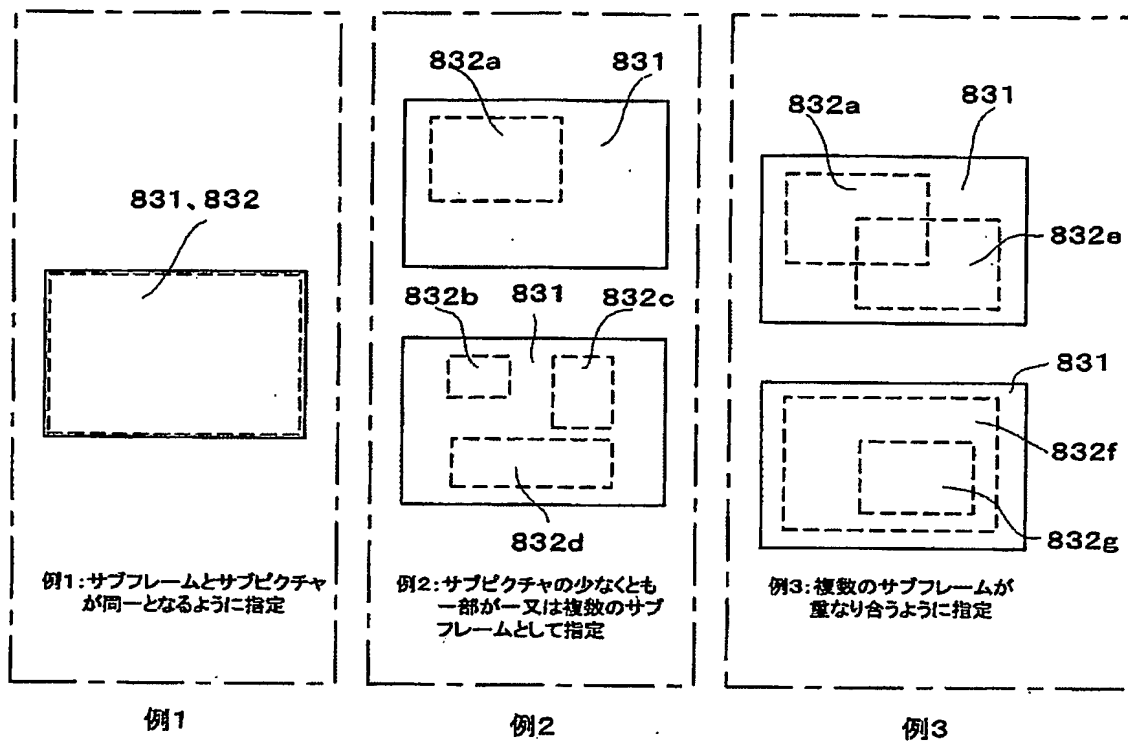 831、832
例1:サブフレームとサブピクチャ
が同一となるように指定
例1
832a
831
832b
831
832c
832d
例2:サブピクチャの少なくとも
一部が一又は複数のサブ
フレームとして指定
例2
832a
831
832e
831
832f
832g
例3:複数のサブフレームが
重なり合うように指定
例3